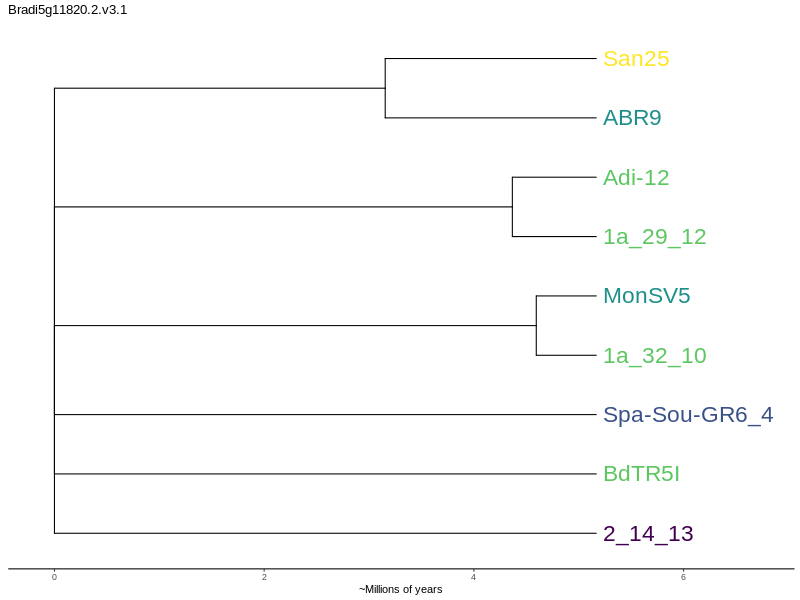 Bradi5g11820.2.v3.1
San25
ABR9
Adi-12
1a_29_12
MonSV5
1a_32_10
Spa-Sou-GR6_4
BdTR5I
2_14_13
0 2 4 6
~Millions of years